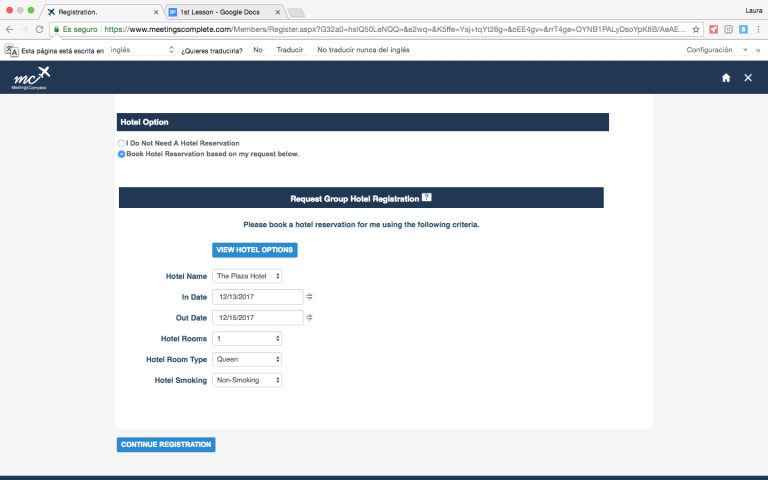 Registration.
1st Lesson - Google Docs
Laura
Es seguro https://www.meetingscomplete.com/Members/Register.aspx?G32a0=hsIQ50LeNQQ=&e2wq=&K5ffe=Ysj+tqYt26g=&oEE4gv=&rrT4ge=OYNB1PALyDsoYpK8B/AeAE...
Esta página está escrita en inglés ¿Quieres traducirla? No Traducir No traducir nunca del inglés Configuración
mc
MeetingsComplete
Hotel Option
I Do Not Need A Hotel Reservation
Book Hotel Reservation based on my request below.
Request Group Hotel Registration ?
Please book a hotel reservation for me using the following criteria.
VIEW HOTEL OPTIONS
Hotel Name The Plaza Hotel
In Date 12/13/2017
Out Date 12/15/2017
Hotel Rooms 1
Hotel Room Type Queen
Hotel Smoking Non-Smoking
CONTINUE REGISTRATION